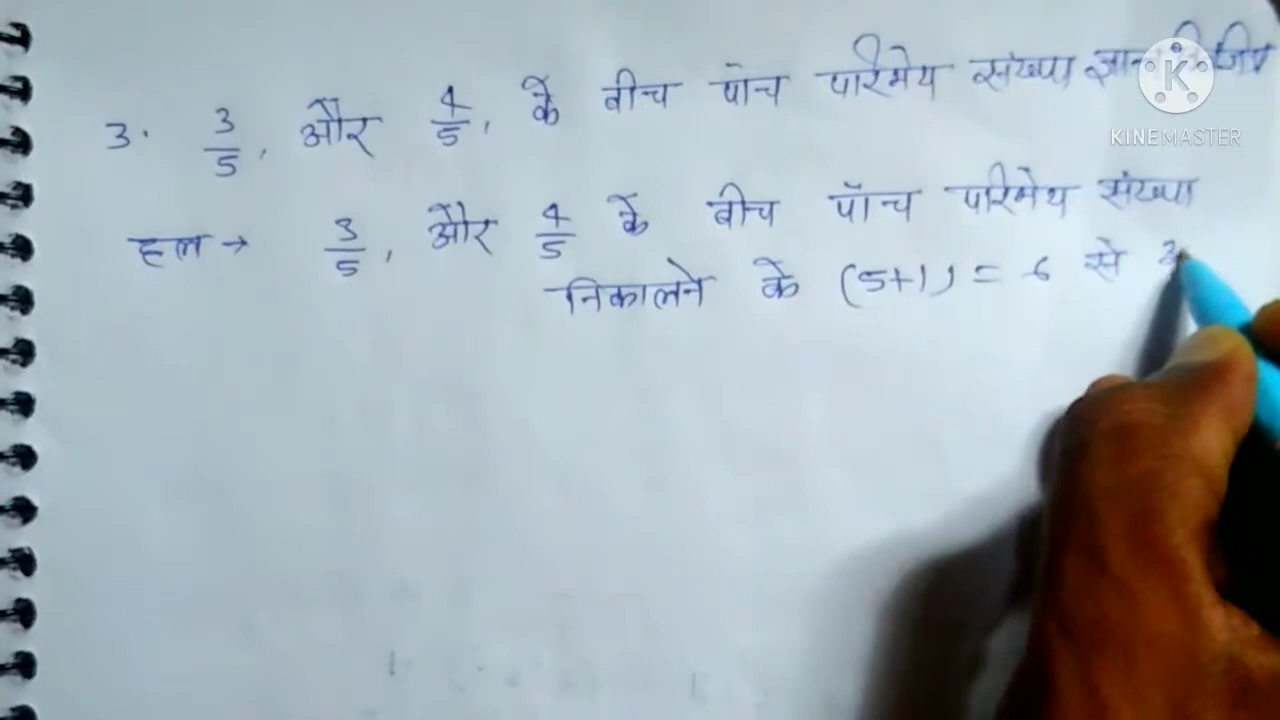 3. 3/5, और 4/5, के बीच पांच परिमेय संख्या
KINEMASTER
हल → 3/5, और 4/5 के बीच पाँच परिमेय संख्या
निकालने के (5+1) = 6 से